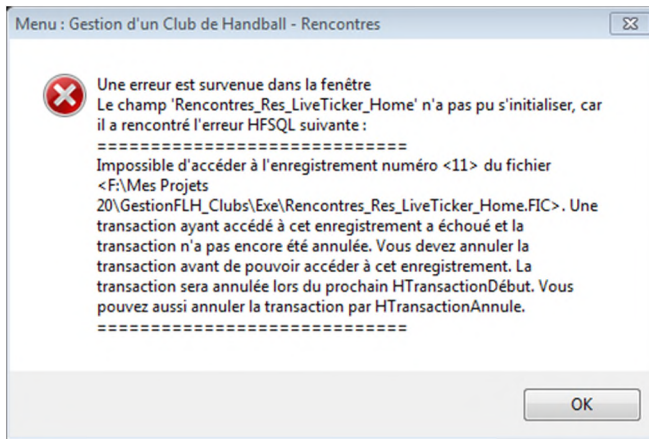 Menu : Gestion d'un Club de Handball - Rencontres
Une erreur est survenue dans la fenêtre
Le champ 'Rencontres_Res_LiveTicker_Home' n'a pas pu s'initialiser, car
il a rencontré l'erreur HFSQL suivante :
==============================
Impossible d'accéder à l'enregistrement numéro <11> du fichier
<F:\Mes Projets
20\GestionFLH_Clubs\Exe\Rencontres_Res_LiveTicker_Home.FIC>. Une
transaction ayant accédé à cet enregistrement a échoué et la
transaction n'a pas encore été annulée. Vous devez annuler la
transaction avant de pouvoir accéder à cet enregistrement. La
transaction sera annulée lors du prochain HTransactionDébut. Vous
pouvez aussi annuler la transaction par HTransactionAnnule.
==============================
OK